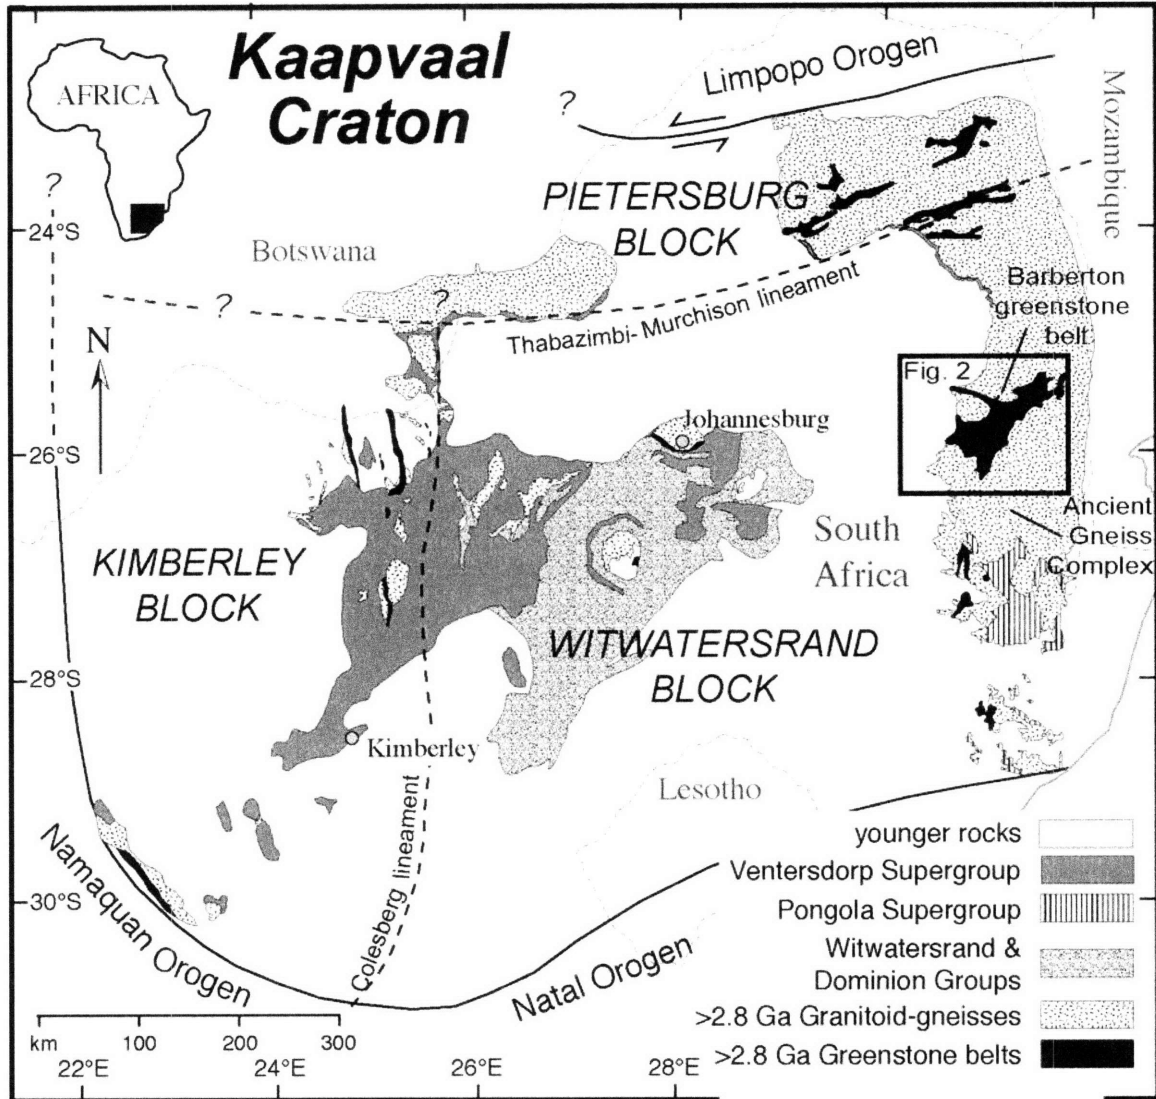 Kaapvaal
Craton
AFRICA
Limpopo Orogen
Mozambique
?
?
PIETERSBURG
BLOCK
24°S
Botswana
?
?
Thabazimbi-Murchison lineament
Barberton
greenstone
belt
N
Fig. 2
Johannesburg
26°S
Ancient
Gneiss
Complex
South
Africa
KIMBERLEY
BLOCK
WITWATERSRAND
BLOCK
28°S
Kimberley
Lesotho
Colesberg lineament
Namaquan Orogen
Natal Orogen
30°S
younger rocks
Ventersdorp Supergroup
Pongola Supergroup
Witwatersrand &
Dominion Groups
>2.8 Ga Granitoid-gneisses
>2.8 Ga Greenstone belts
km 100 200 300
22°E 24°E 26°E 28°E